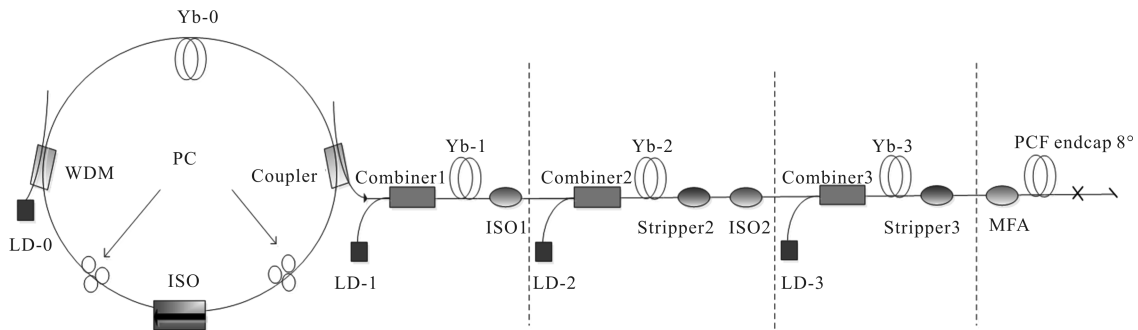 Yb-0
WDM
PC
Coupler
LD-0
ISO
Yb-1
Combiner1
ISO1
LD-1
Yb-2
Combiner2
Stripper2
ISO2
LD-2
Yb-3
Combiner3
Stripper3
LD-3
PCF endcap 8°
MFA